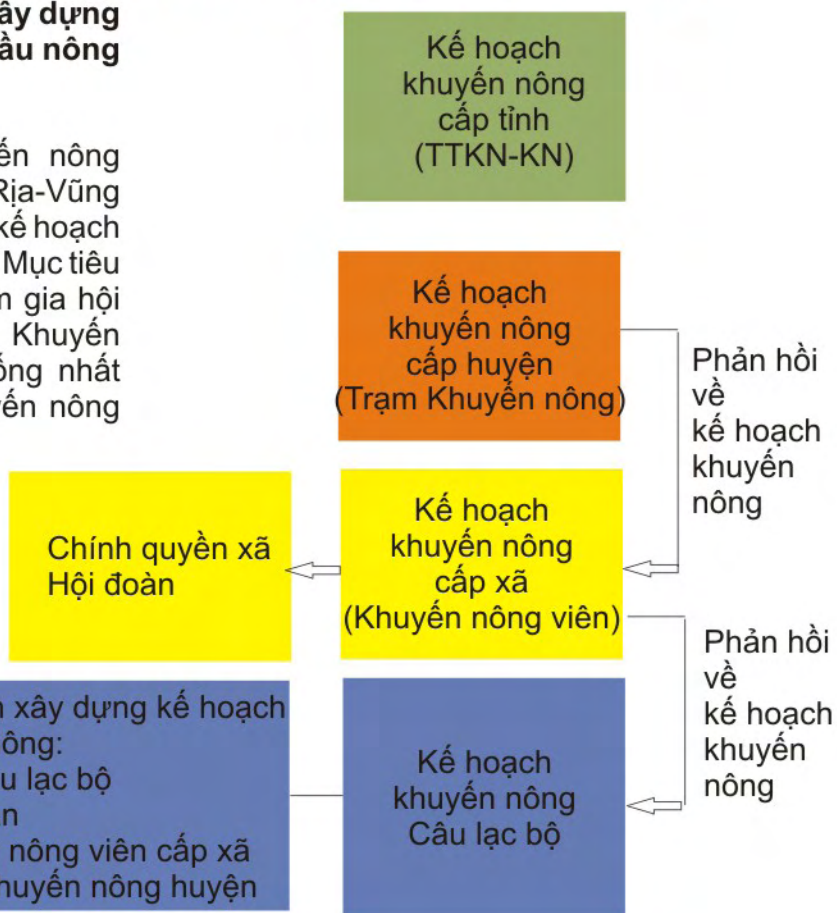 ây dựng
ầu nông
ến nông
Rịa-Vũng
kế hoạch
Mục tiêu
m gia hội
Khuyến
ống nhất
yến nông
Kế hoạch
khuyến nông
cấp tỉnh
(TTKN-KN)
Kế hoạch
khuyến nông
cấp huyện
(Trạm Khuyến nông)
Phản hồi
về
kế hoạch
khuyến
nông
Chính quyền xã
Hội đoàn
Kế hoạch
khuyến nông
cấp xã
(Khuyến nông viên)
Phản hồi
về
kế hoạch
khuyến
nông
n xây dựng kế hoạch
ông:
u lạc bộ
n
nông viên cấp xã
huyến nông huyện
Kế hoạch
khuyến nông
Câu lạc bộ